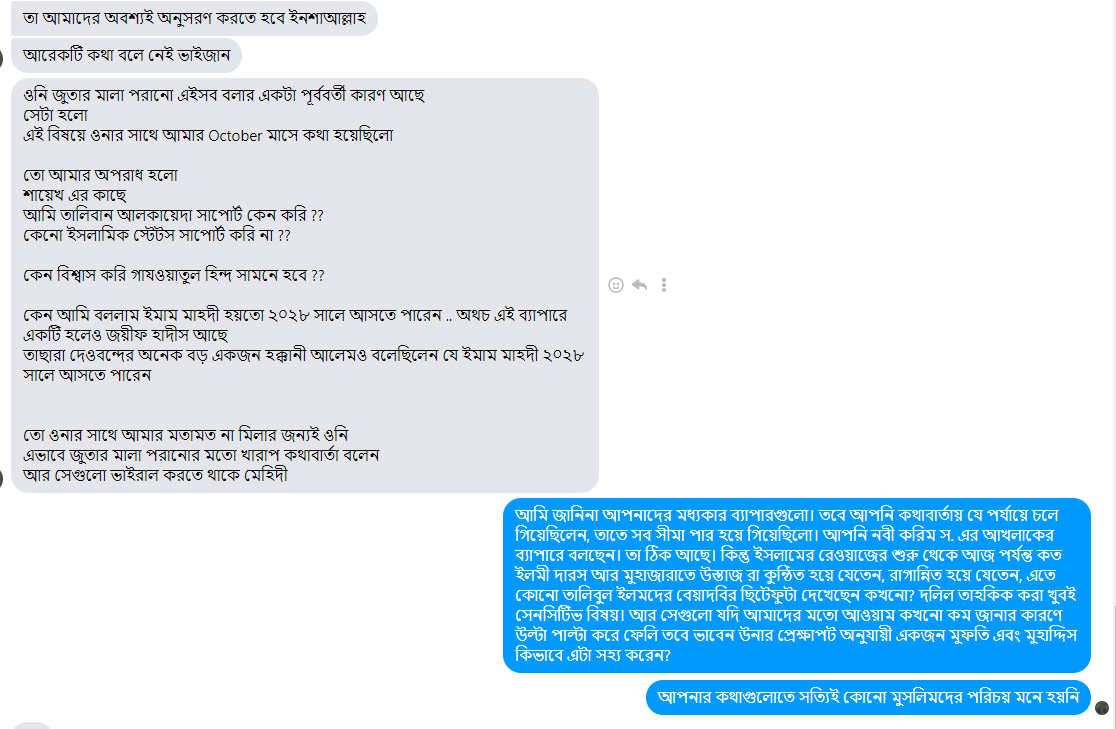 তা আমাদের অবশ্যই অনুসরণ করতে হবে ইনশাআল্লাহ
আরেকটি কথা বলে নেই ভাইজান
ওনি জুতার মালা পরানো এইসব বলার একটা পূর্ববর্তী কারণ আছে
সেটা হলো
এই বিষয়ে ওনার সাথে আমার October মাসে কথা হয়েছিলো
তো আমার অপরাধ হলো
শায়েখ এর কাছে
আমি তালিবান আলকায়েদা সাপোর্ট কেন করি ??
কেনো ইসলামিক স্টেটস সাপোর্ট করি না ??
কেন বিশ্বাস করি গাযওয়াতুল হিন্দ সামনে হবে ??
কেন আমি বললাম ইমাম মাহদী হয়তো ২০২৮ সালে আসতে পারেন .. অথচ এই ব্যাপারে
একটি হলেও জয়ীফ হাদীস আছে
তাছারা দেওবন্দের অনেক বড় একজন হক্কানী আলেমও বলেছিলেন যে ইমাম মাহদী ২০২৮
সালে আসতে পারেন
তো ওনার সাথে আমার মতামত না মিলার জন্যই ওনি
এভাবে জুতার মালা পরানোর মতো খারাপ কথাবার্তা বলেন
আর সেগুলো ভাইরাল করতে থাকে মেহিদী
আমি জানিনা আপনাদের মধ্যকার ব্যাপারগুলো। তবে আপনি কথাবার্তায় যে পর্যায়ে চলে
গিয়েছিলেন, তাতে সব সীমা পার হয়ে গিয়েছিলো। আপনি নবী করিম স. এর আখলাকের
ব্যাপারে বলছেন। তা ঠিক আছে। কিন্তু ইসলামের রেওয়াজের শুরু থেকে আজ পর্যন্ত কত
ইলমী দারস আর মুহাজারাতে উস্তাজ রা কুন্ঠিত হয়ে যেতেন, রাগান্নিত হয়ে যেতেন, এতে
কোনো তালিবুল ইলমদের বেয়াদবির ছিটেফুটা দেখেছেন কখনো? দলিল তাহকিক করা খুবই
সেনসিটিভ বিষয়। আর সেগুলো যদি আমাদের মতো আওয়াম কখনো কম জানার কারণে
উল্টা পাল্টা করে ফেলি তবে ভাবেন উনার প্রেক্ষাপট অনুযায়ী একজন মুফতি এবং মুহাদ্দিস
কিভাবে এটা সহ্য করেন?
আপনার কথাগুলোতে সত্যিই কোনো মুসলিমদের পরিচয় মনে হয়নি